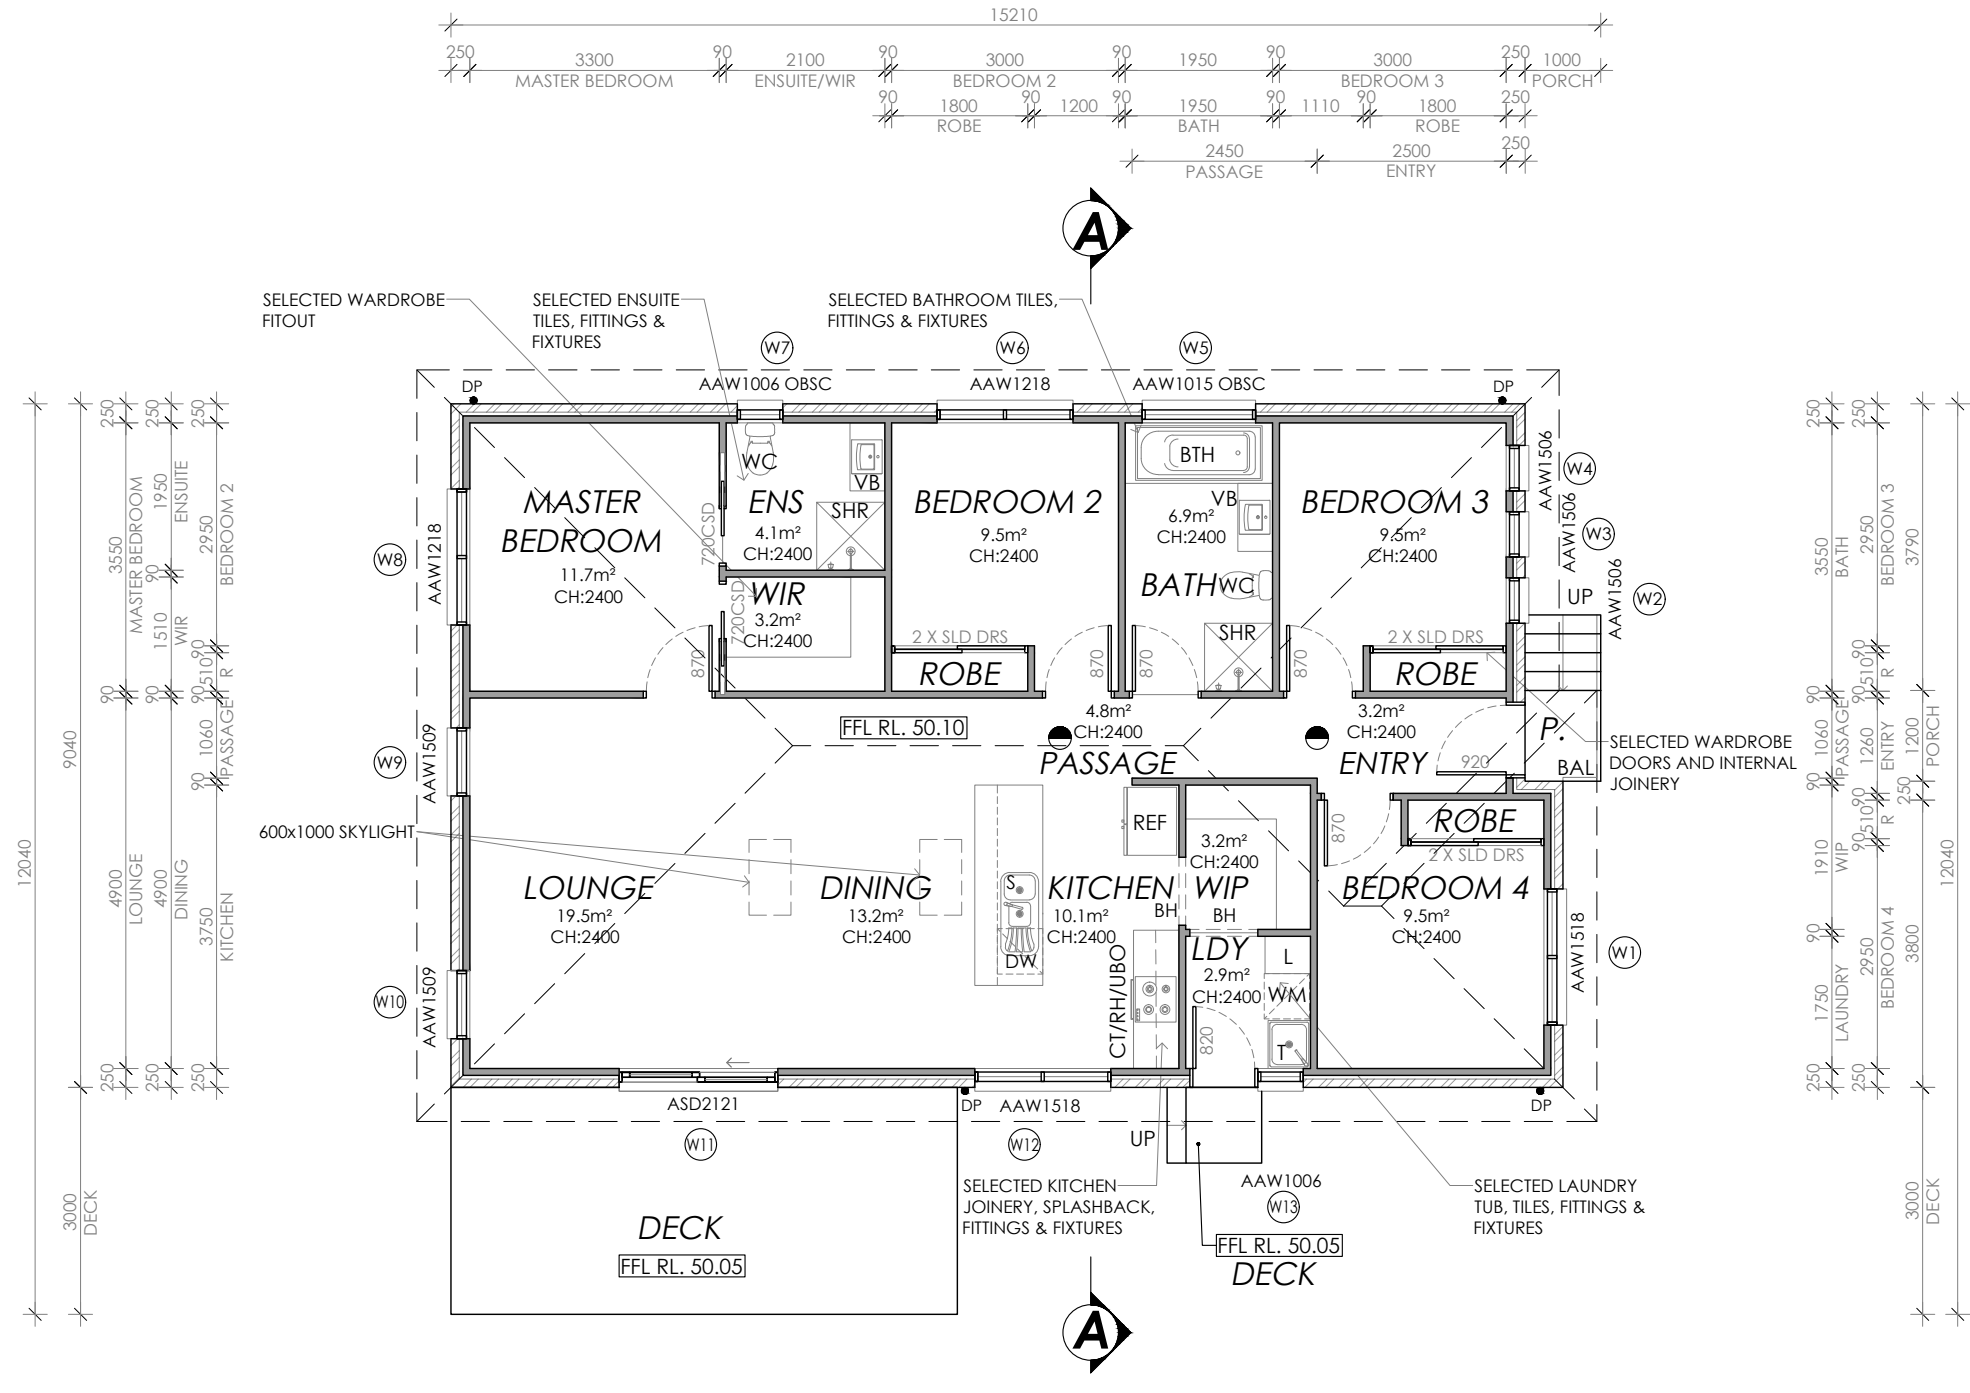 15210
250 3300 90 2100 90 3000 90 1950 90 3000 250 1000
MASTER BEDROOM ENSUITE/WIR BEDROOM 2 BEDROOM 3 PORCH
90 1800 90 1200 90 1950 90 1110 90 1800 250
ROBE BATH ROBE
2450 2500 250
PASSAGE ENTRY
A
SELECTED WARDROBE
FITOUT
SELECTED ENSUITE
TILES, FITTINGS &
FIXTURES
SELECTED BATHROOM TILES,
FITTINGS & FIXTURES
W7 W6 W5
DP AAW1006 OBSC AAW1218 AAW1015 OBSC DP
12040
9040
3000
DECK
250
3550
MASTER BEDROOM
90
4900
LOUNGE
250
250
1950
ENSUITE
90
1510
WIR
90
4900
DINING
250
250
2950
BEDROOM 2
90
510
R
90
1060
PASSAGE
90
3750
KITCHEN
250
W8
AAW1218
W9
AAW1509
W10
AAW1509
MASTER
BEDROOM
11.7m²
CH:2400
870
WC
VB
ENS
4.1m²
CH:2400
SHR
720CSD
WIR
3.2m²
CH:2400
720CSD
BEDROOM 2
9.5m²
CH:2400
2 X SLD DRS
ROBE
870
BTH
VB
6.9m²
CH:2400
BATH
WC
SHR
870
BEDROOM 3
9.5m²
CH:2400
2 X SLD DRS
ROBE
870
AAW1506
W4
AAW1506
W3
AAW1506
W2
UP
P.
BAL
SELECTED WARDROBE
DOORS AND INTERNAL
JOINERY
FFL RL. 50.10
4.8m²
CH:2400
PASSAGE
3.2m²
CH:2400
ENTRY
920
600x1000 SKYLIGHT
LOUNGE
19.5m²
CH:2400
DINING
13.2m²
CH:2400
S
DW
REF
KITCHEN
10.1m²
CH:2400
BH
CT/RH/UBO
3.2m²
CH:2400
WIP
BH
LDY
2.9m²
CH:2400
L
WM
T
820
870
ROBE
2 X SLD DRS
BEDROOM 4
9.5m²
CH:2400
AAW1518
W1
250
3550
BATH
90
1060
PASSAGE
90
1910
WIP
90
1750
LAUNDRY
250
250
2950
BEDROOM 3
90
510
R
90
1260
ENTRY
90
510
R
90
2950
BEDROOM 4
250
250
3790
1200
PORCH
250
3800
3000
DECK
12040
ASD2121
W11
DP
AAW1518
W12
UP
DP
AAW1006
W13
SELECTED KITCHEN
JOINERY, SPLASHBACK,
FITTINGS & FIXTURES
SELECTED LAUNDRY
TUB, TILES, FITTINGS &
FIXTURES
DECK
FFL RL. 50.05
FFL RL. 50.05
DECK
A